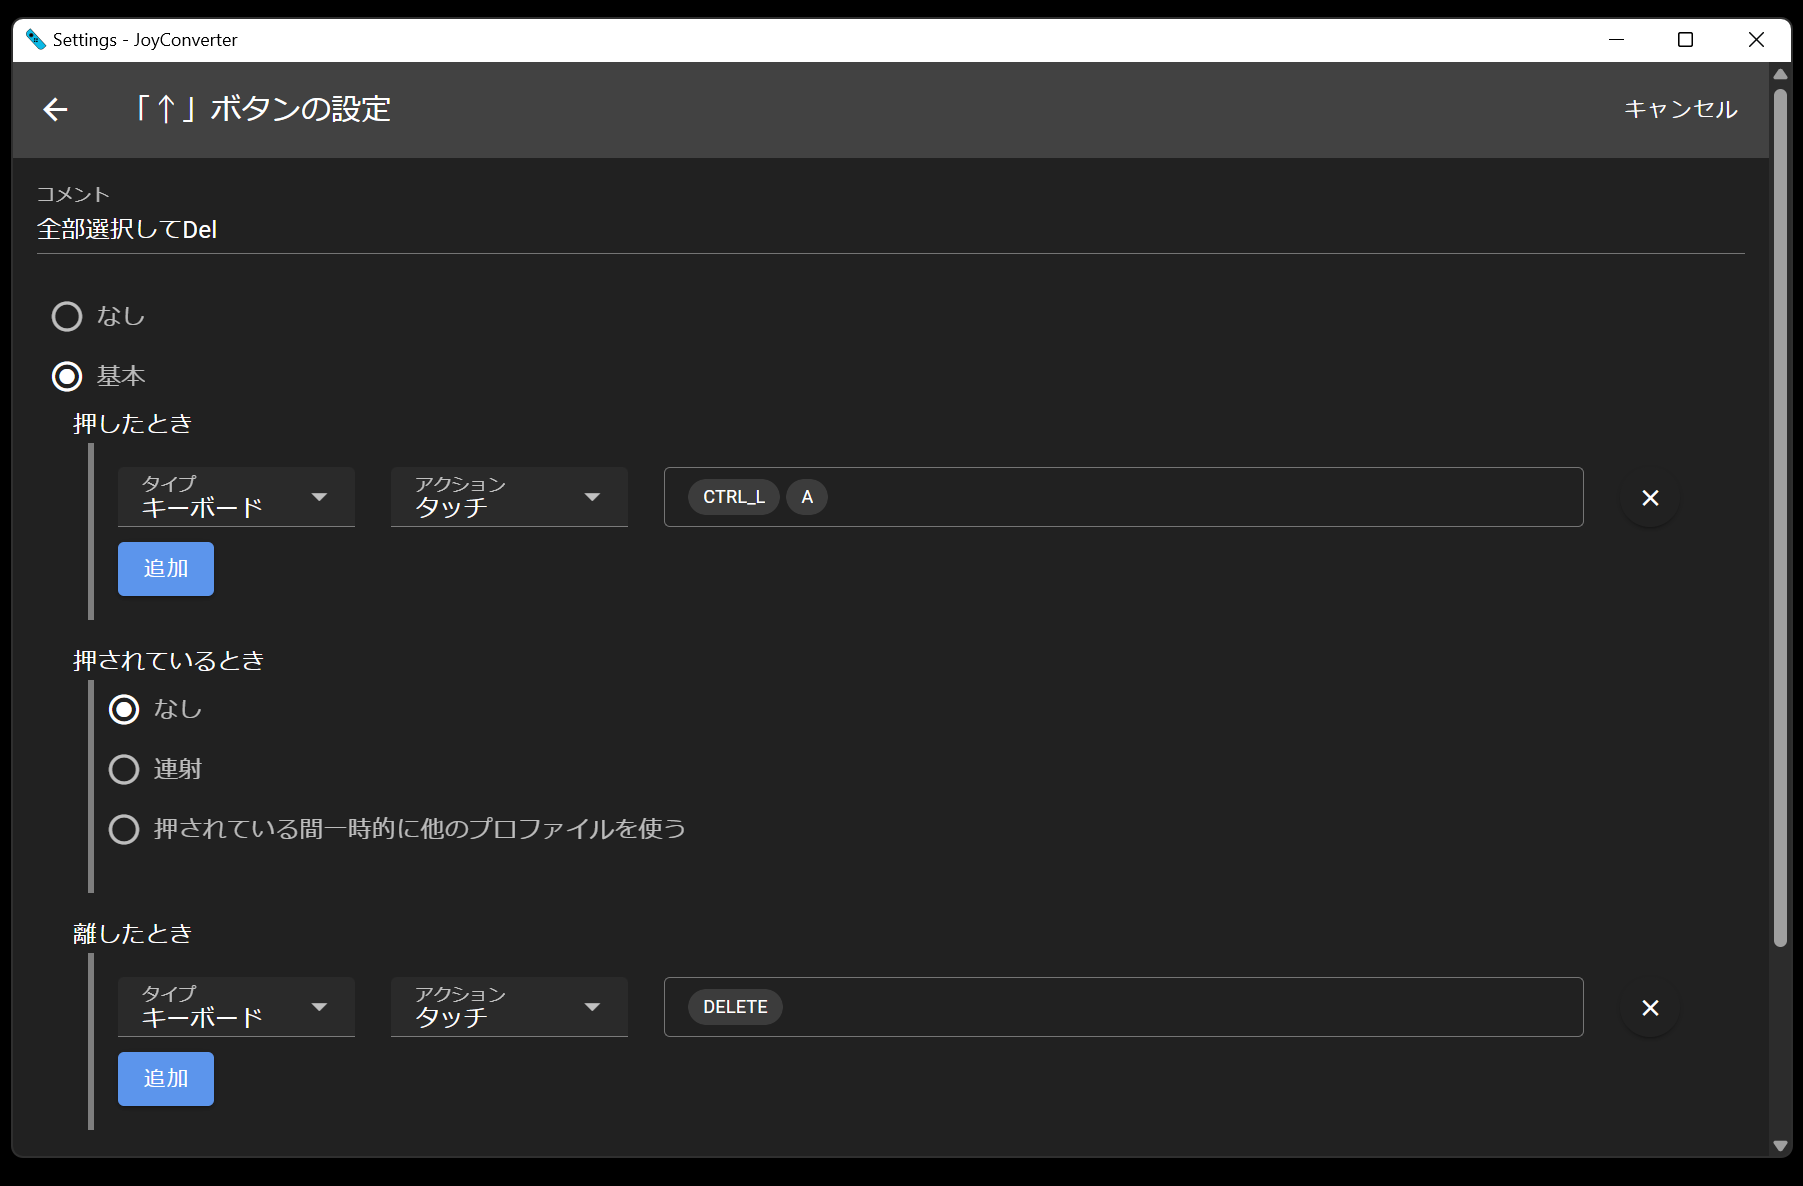 Settings - JoyConverter
「↑」ボタンの設定
キャンセル
コメント
全部選択してDel
なし
基本
押したとき
タイプ
キーボード
アクション
タッチ
CTRL_L A
追加
押されているとき
なし
連射
押されている間一時的に他のプロファイルを使う
離したとき
タイプ
キーボード
アクション
タッチ
DELETE
追加